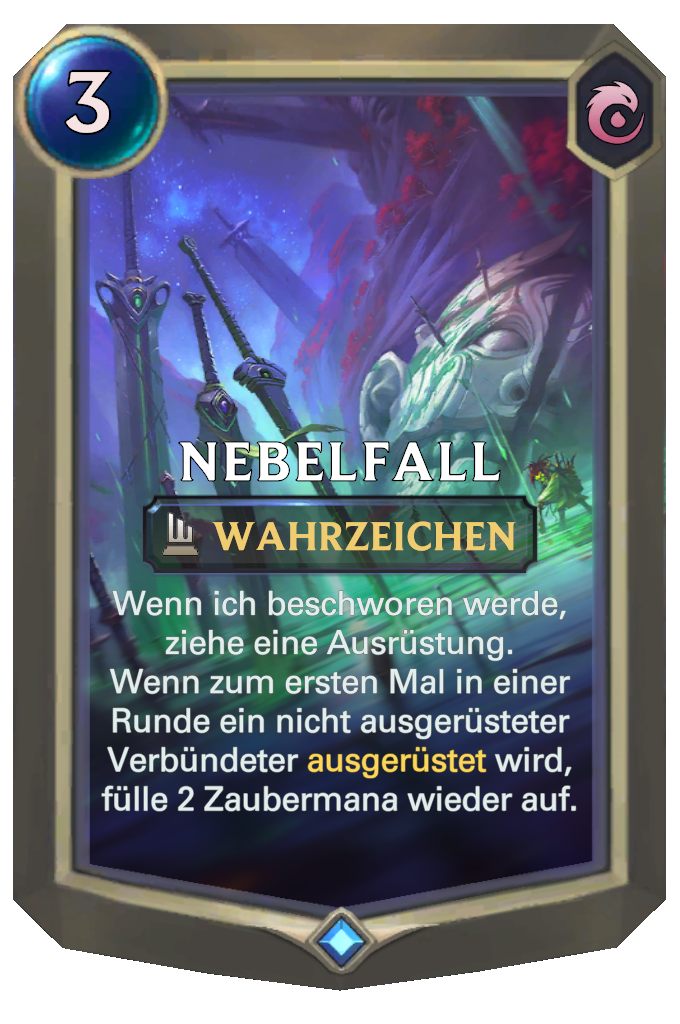 3
NEBELFALL
WAHRZEICHEN
Wenn ich beschworen werde,
ziehe eine Ausrüstung.
Wenn zum ersten Mal in einer
Runde ein nicht ausgerüsteter
Verbündeter ausgerüstet wird,
fülle 2 Zaubermana wieder auf.